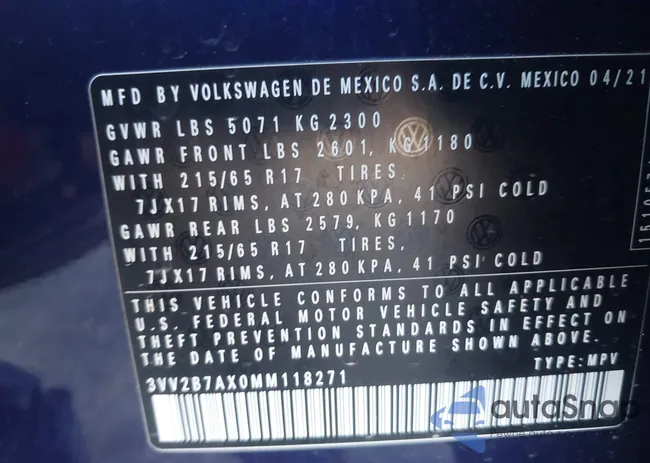 MFD BY VOLKSWAGEN DE MEXICO S.A. DE C.V. MEXICO 04/21
GVWR LBS 5071 KG 2300
GAWR FRONT LBS 2601, KG 1180
WITH 215/65 R17 TIRES,
7JX17 RIMS, AT 280 KPA, 41 PSI COLD
GAWR REAR LBS 2579, KG 1170
WITH 215/65 R17 TIRES,
7JX17 RIMS, AT 280 KPA, 41 PSI COLD
THIS VEHICLE CONFORMS TO ALL APPLICABLE
U.S. FEDERAL MOTOR VEHICLE SAFETY AND
THEFT PREVENTION STANDARDS IN EFFECT ON
THE DATE OF MANUFACTURE SHOWN ABOVE.
3VV2B7AX0MM118271 TYPE: MPV
autoSnap